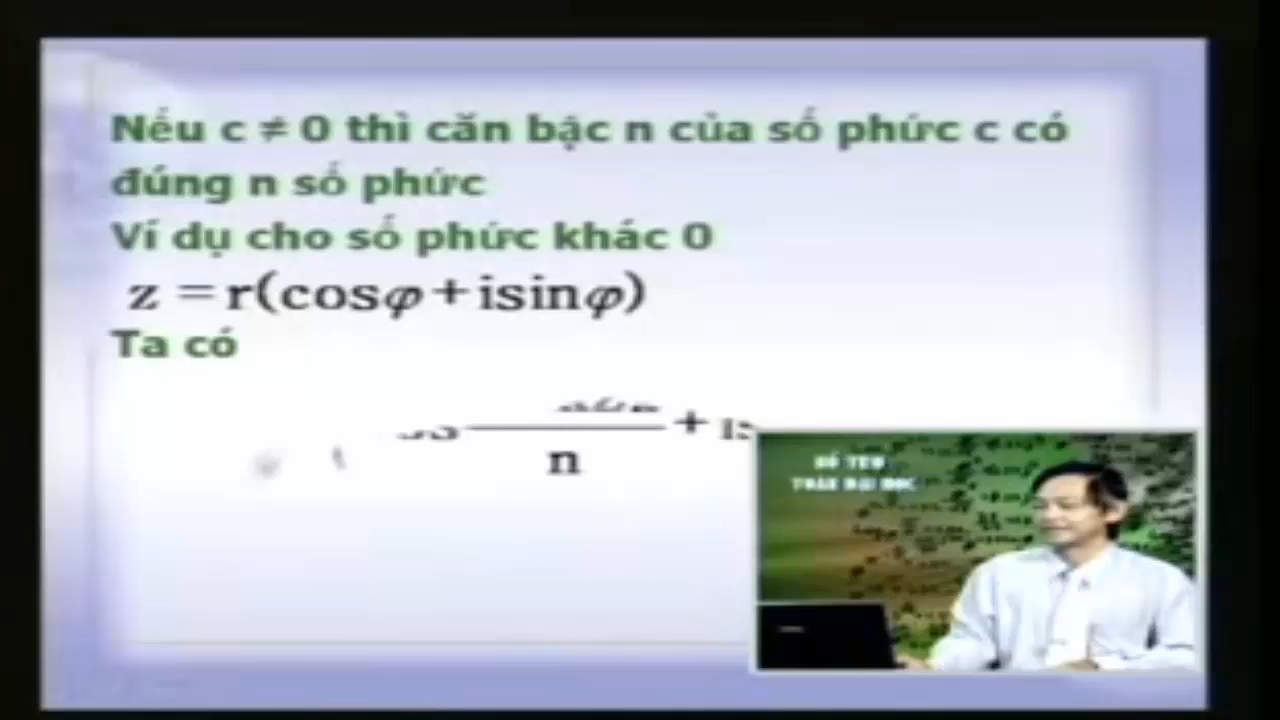 Nếu c ≠ 0 thì căn bậc n của số phức c có
đúng n số phức
Ví dụ cho số phức khác 0
z = r(cosφ + isinφ)
Ta có
+ is
n